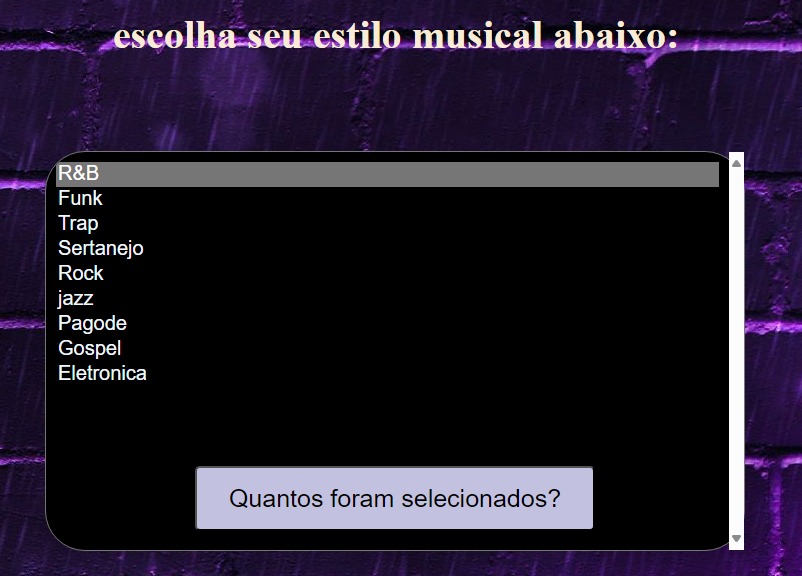 escolha seu estilo musical abaixo:
R&B
Funk
Trap
Sertanejo
Rock
jazz
Pagode
Gospel
Eletronica
Quantos foram selecionados?